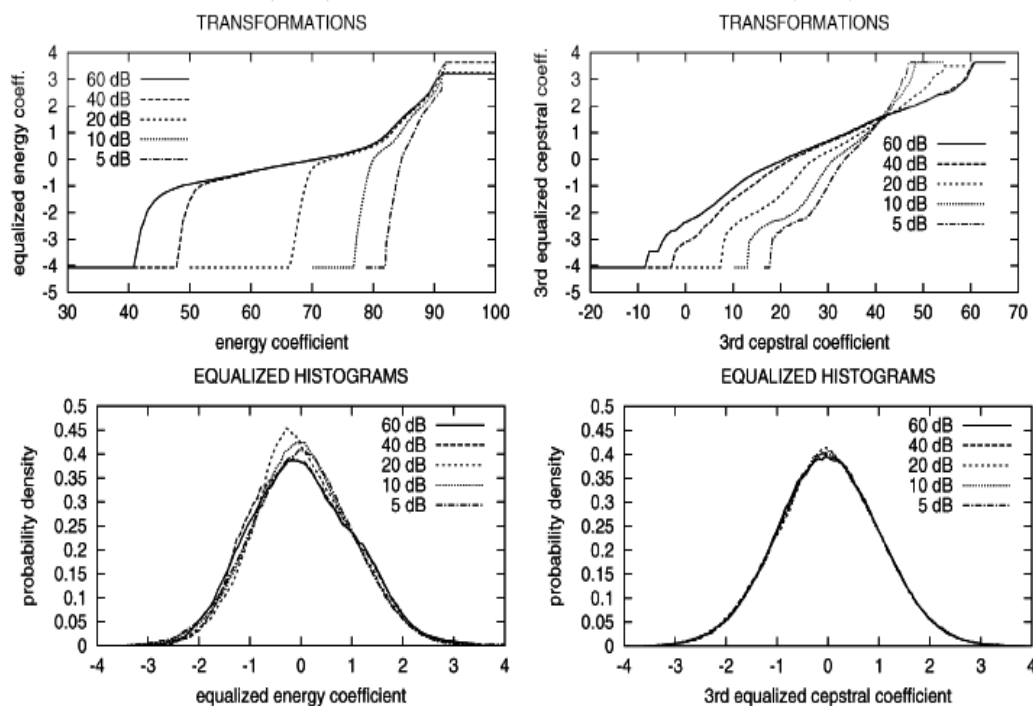 TRANSFORMATIONS
equalized energy coeff.
4
3
2
1
0
-1
-2
-3
-4
-5
60 dB
40 dB
20 dB
10 dB
5 dB
30 40 50 60 70 80 90 100
energy coefficient
TRANSFORMATIONS
3rd equalized cepstral coeff.
4
3
2
1
0
-1
-2
-3
-4
-5
60 dB
40 dB
20 dB
10 dB
5 dB
-20 -10 0 10 20 30 40 50 60 70
3rd cepstral coefficient
EQUALIZED HISTOGRAMS
probability density
0.5
0.45
0.4
0.35
0.3
0.25
0.2
0.15
0.1
0.05
0
60 dB
40 dB
20 dB
10 dB
5 dB
-4 -3 -2 -1 0 1 2 3 4
equalized energy coefficient
EQUALIZED HISTOGRAMS
probability density
0.5
0.45
0.4
0.35
0.3
0.25
0.2
0.15
0.1
0.05
0
60 dB
40 dB
20 dB
10 dB
5 dB
-4 -3 -2 -1 0 1 2 3 4
3rd equalized cepstral coefficient